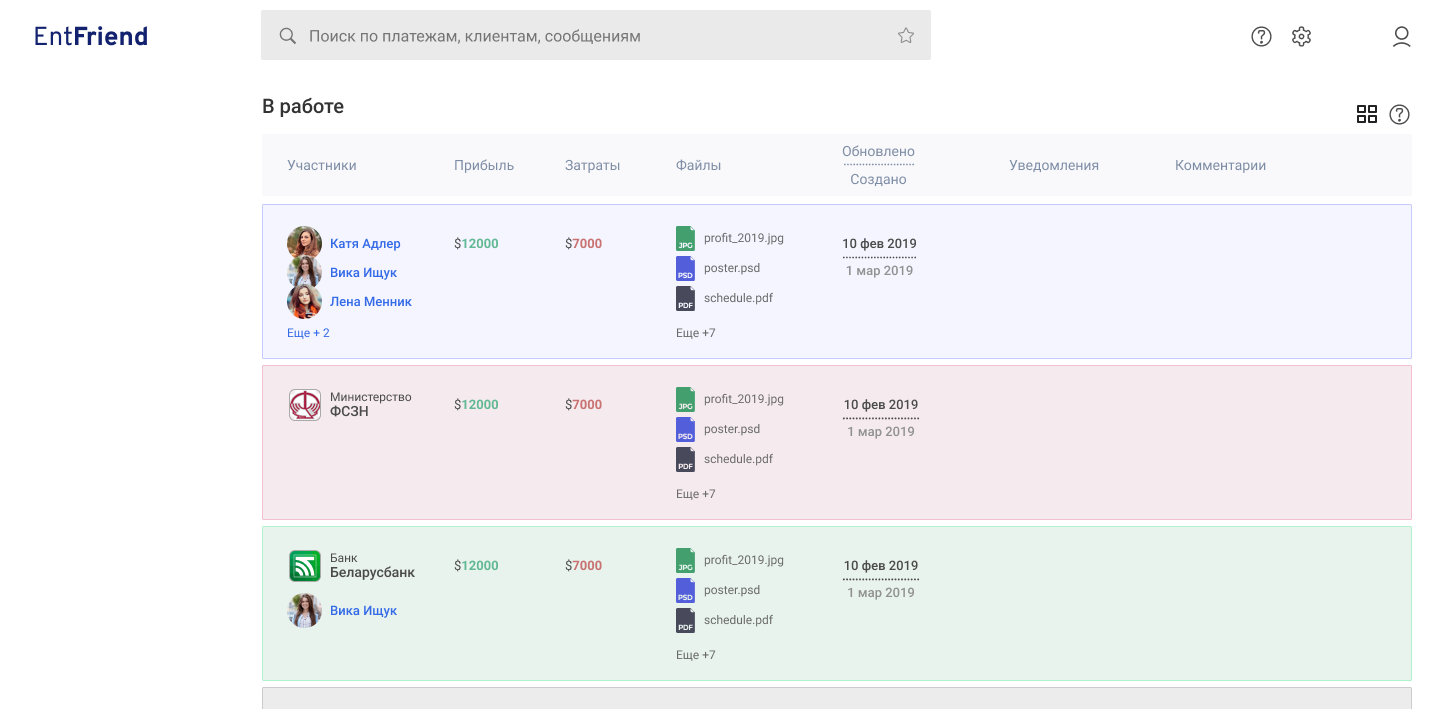 EntFriend
Поиск по платежам, клиентам, сообщениям
В работе
Участники Прибыль Затраты Файлы Обновлено Уведомления Комментарии
Создано
Катя Адлер $12000 $7000 JPG profit_2019.jpg 10 фев 2019
Вика Ищук PSD poster.psd 1 мар 2019
Лена Менник PDF schedule.pdf
Еще + 2 Еще +7
Министерство JPG profit_2019.jpg
ФСЗН $12000 $7000 10 фев 2019
PSD poster.psd 1 мар 2019
PDF schedule.pdf
Еще +7
Банк JPG profit_2019.jpg
Беларусбанк $12000 $7000 10 фев 2019
PSD poster.psd 1 мар 2019
Вика Ищук PDF schedule.pdf
Еще +7